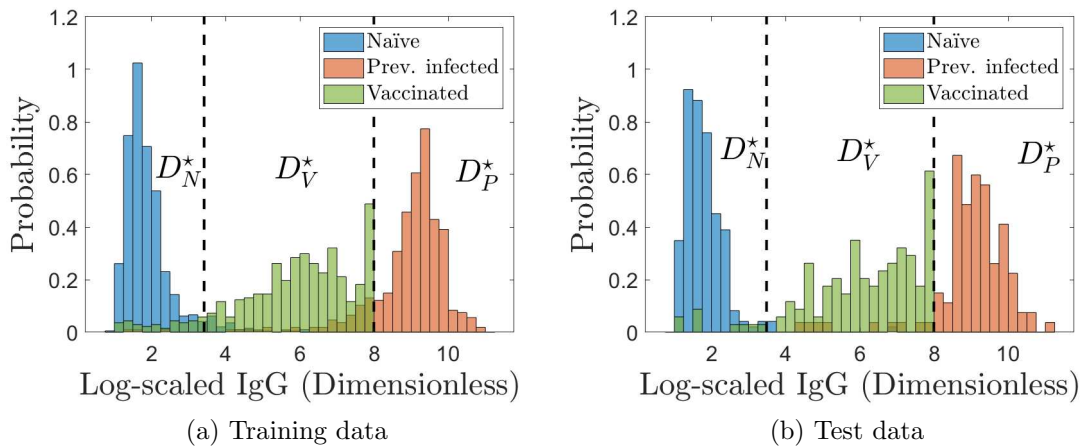 1.2
1
0.8
0.6
0.4
0.2
0
Probability
2 4 6 8 10
Log-scaled IgG (Dimensionless)
Naïve
Prev. infected
Vaccinated
D*N D*V D*P
(a) Training data
1.2
1
0.8
0.6
0.4
0.2
0
Probability
2 4 6 8 10
Log-scaled IgG (Dimensionless)
Naïve
Prev. infected
Vaccinated
D*N D*V D*P
(b) Test data